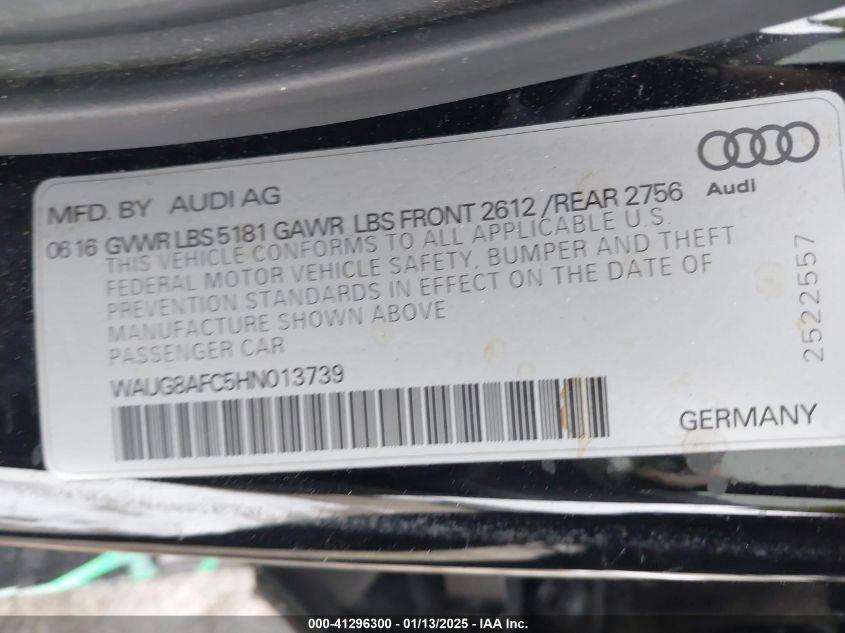 MFD. BY AUDI AG
Audi
06 16 GVWR LBS 5181 GAWR LBS FRONT 2612 /REAR 2756
THIS VEHICLE CONFORMS TO ALL APPLICABLE U.S.
FEDERAL MOTOR VEHICLE SAFETY, BUMPER AND THEFT
PREVENTION STANDARDS IN EFFECT ON THE DATE OF
MANUFACTURE SHOWN ABOVE
PASSENGER CAR
WAUG8AFC5HN013739
2522557
GERMANY
000-41296300 - 01/13/2025 - IAA Inc.